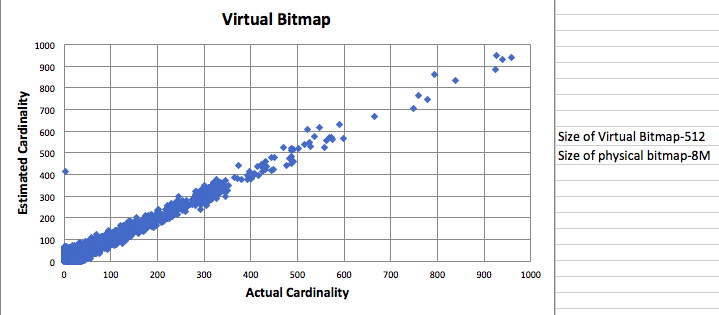 Virtual Bitmap
1000
900
800
700
600
500
400
300
200
100
0
Estimated Cardinality
0 100 200 300 400 500 600 700 800 900 1000
Actual Cardinality
Size of Virtual Bitmap-512
Size of physical bitmap-8M